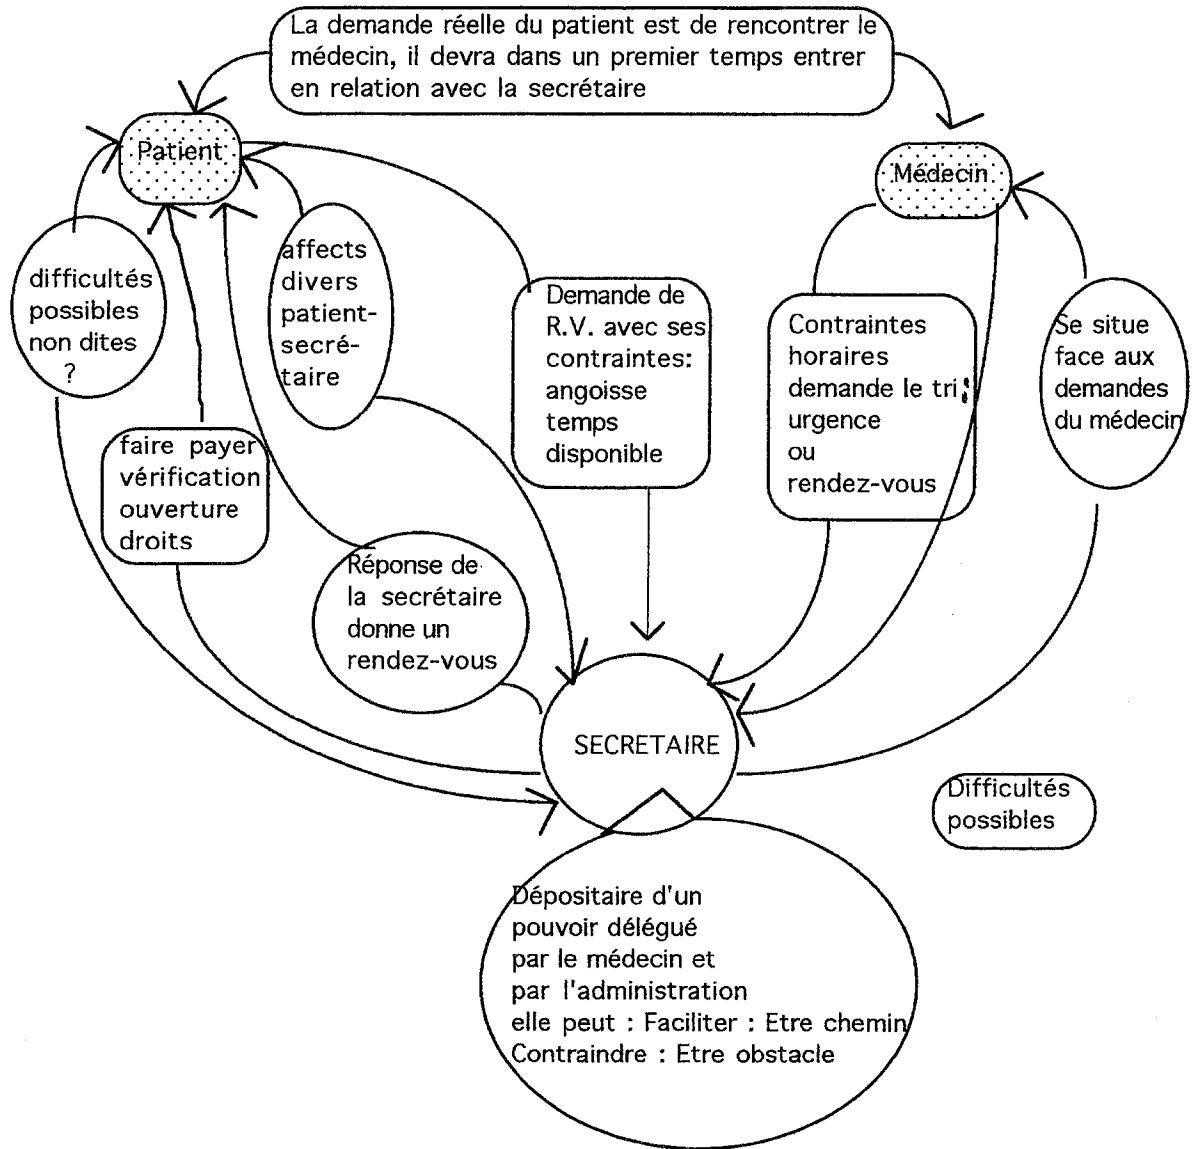 La demande réelle du patient est de rencontrer le
médecin, il devra dans un premier temps entrer
en relation avec la secrétaire
Patient
Médecin
difficultés
possibles
non dites
?
affects
divers
patient-
secré-
taire
Demande de
R.V. avec ses
contraintes:
angoisse
temps
disponible
Contraintes
horaires
demande le tri:
urgence
ou
rendez-vous
Se situe
face aux
demandes
du médecin
faire payer
vérification
ouverture
droits
Réponse de
la secrétaire
donne un
rendez-vous
SECRETAIRE
Difficultés
possibles
Dépositaire d'un
pouvoir délégué
par le médecin et
par l'administration
elle peut : Faciliter : Etre chemin
Contraindre : Etre obstacle